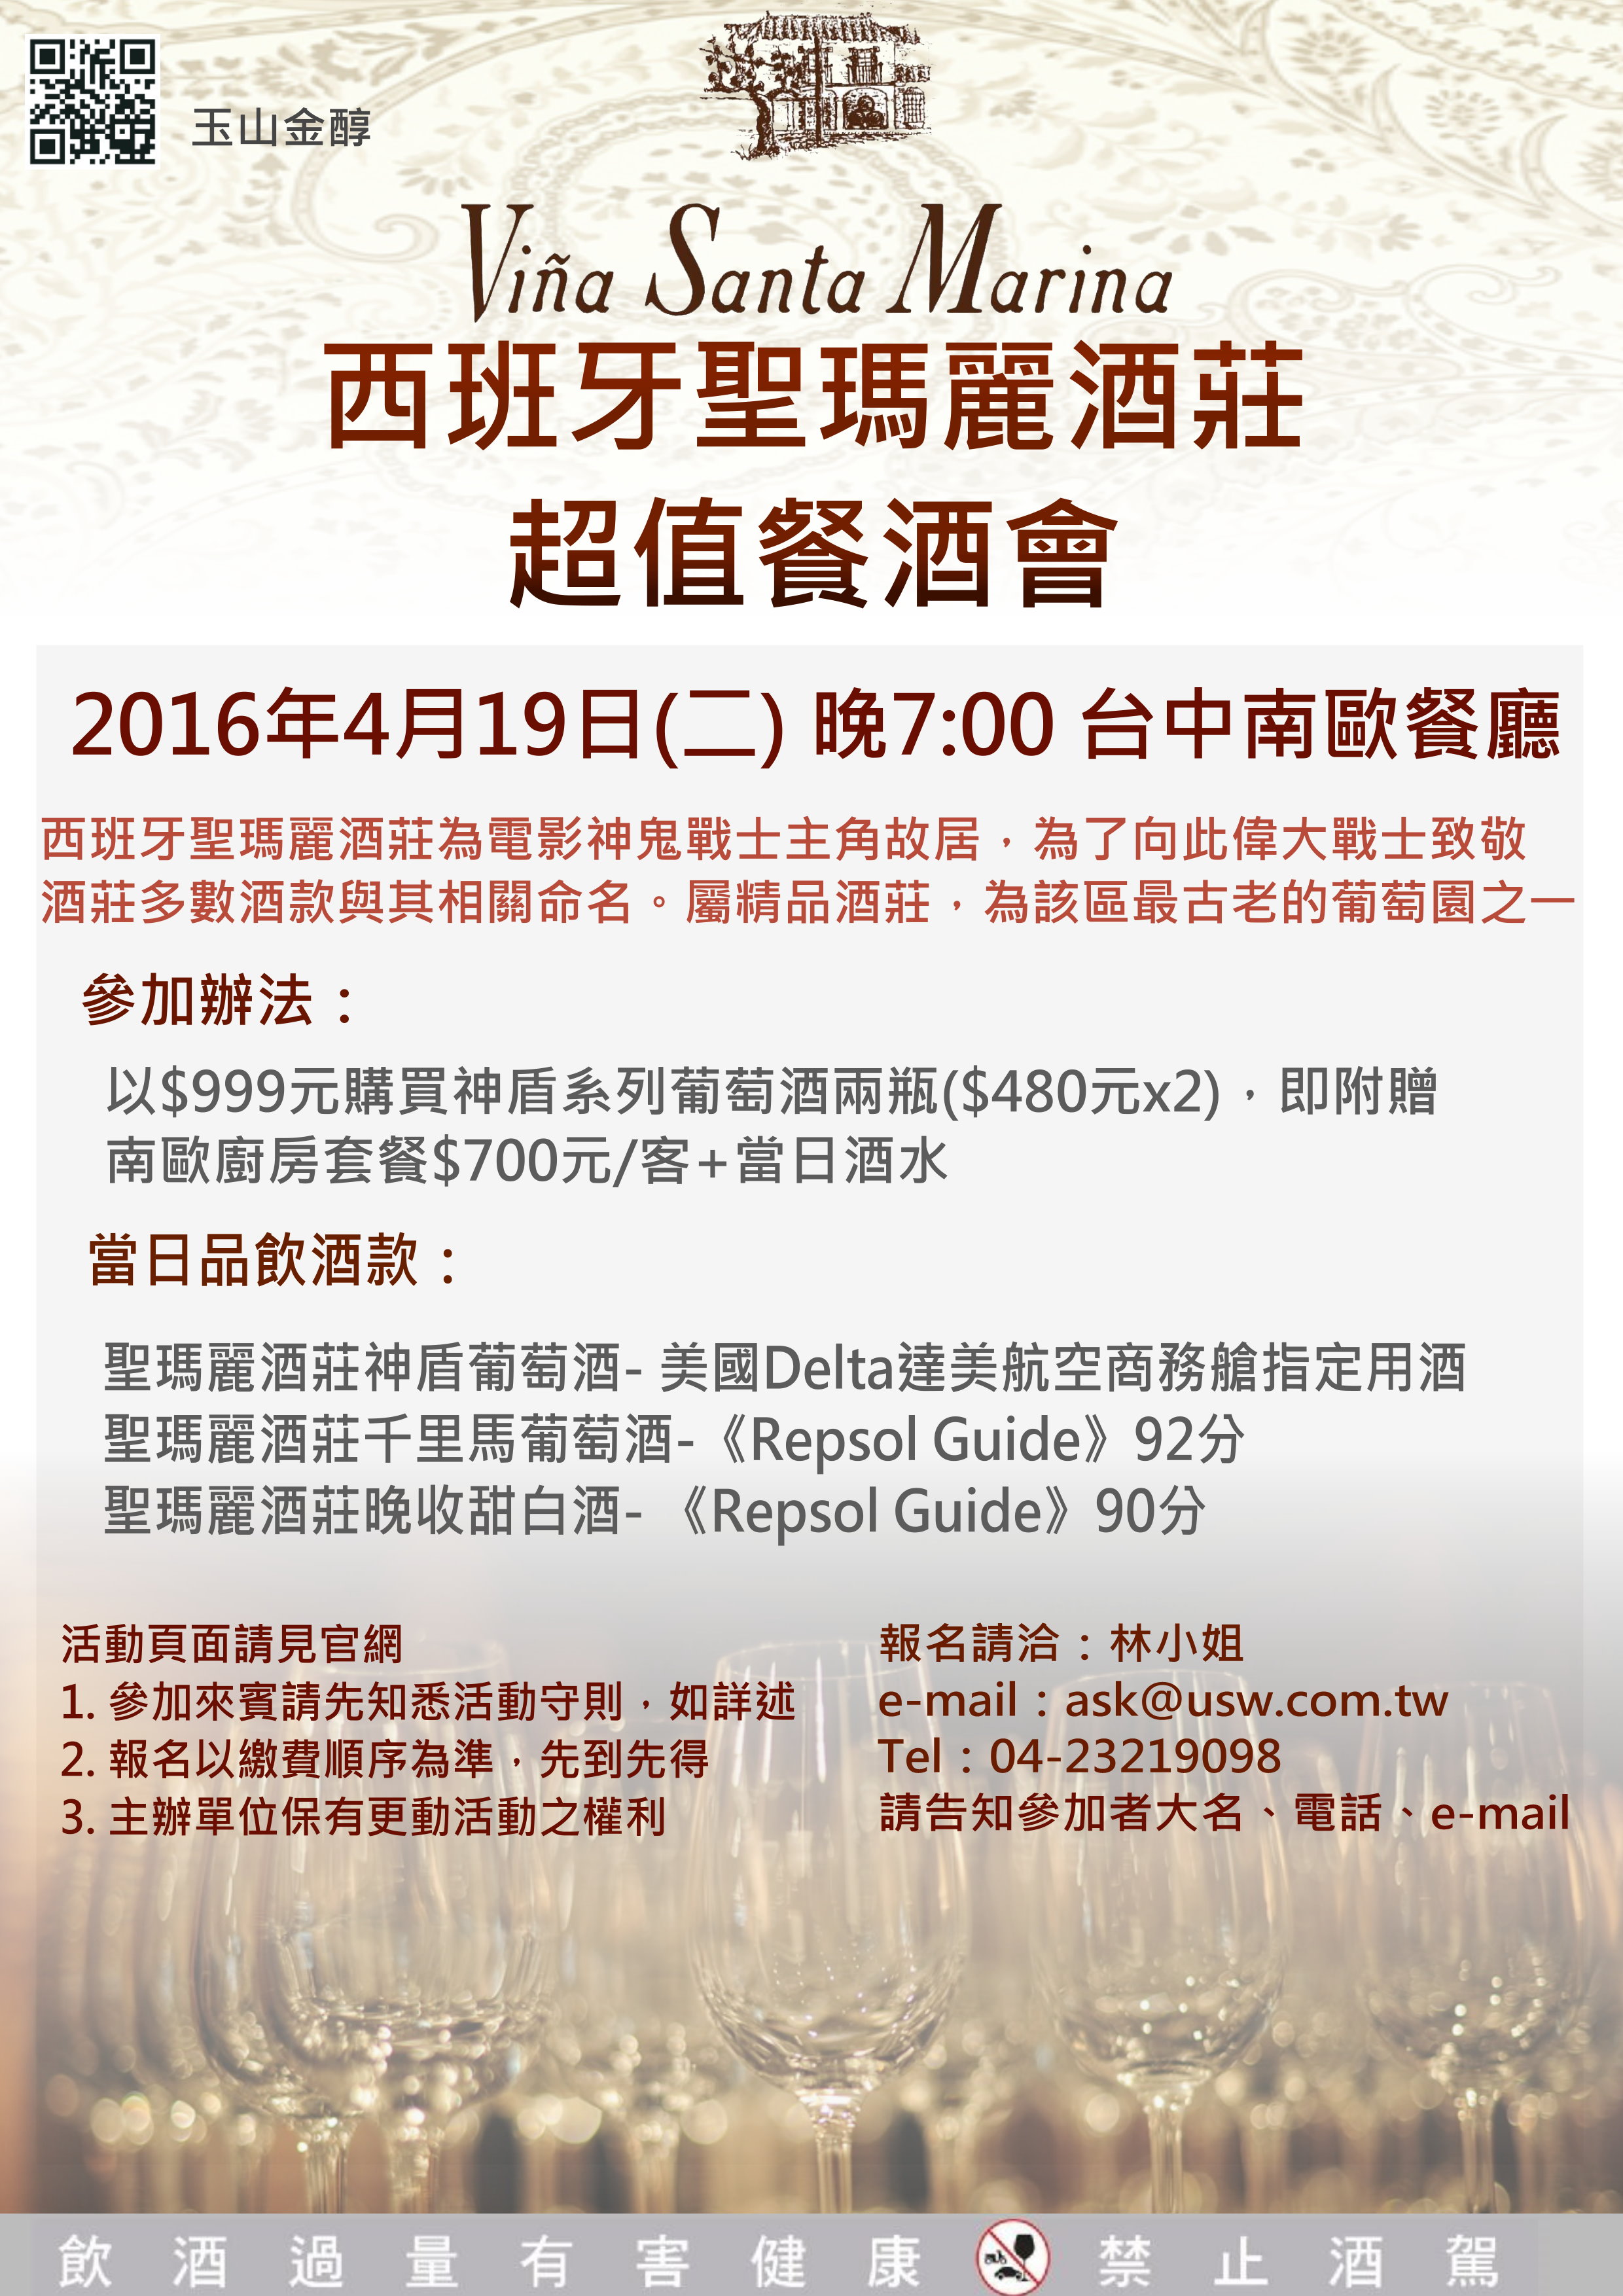 玉山金醇
Viña Santa Marina
西班牙聖瑪麗酒莊
超值餐酒會
2016年4月19日(二) 晚7:00 台中南歐餐廳
西班牙聖瑪麗酒莊為電影神鬼戰士主角故居，為了向此偉大戰士致敬
酒莊多數酒款與其相關命名。屬精品酒莊，為該區最古老的葡萄園之一
參加辦法：
以$999元購買神盾系列葡萄酒兩瓶($480元x2)，即附贈
南歐廚房套餐$700元/客+當日酒水
當日品飲酒款：
聖瑪麗酒莊神盾葡萄酒- 美國Delta達美航空商務艙指定用酒
聖瑪麗酒莊千里馬葡萄酒-《Repsol Guide》92分
聖瑪麗酒莊晚收甜白酒- 《Repsol Guide》90分
活動頁面請見官網
1. 參加來賓請先知悉活動守則，如詳述
2. 報名以繳費順序為準，先到先得
3. 主辦單位保有更動活動之權利
報名請洽：林小姐
e-mail：ask@usw.com.tw
Tel：04-23219098
請告知參加者大名、電話、e-mail
飲酒過量有害健康 禁止酒駕